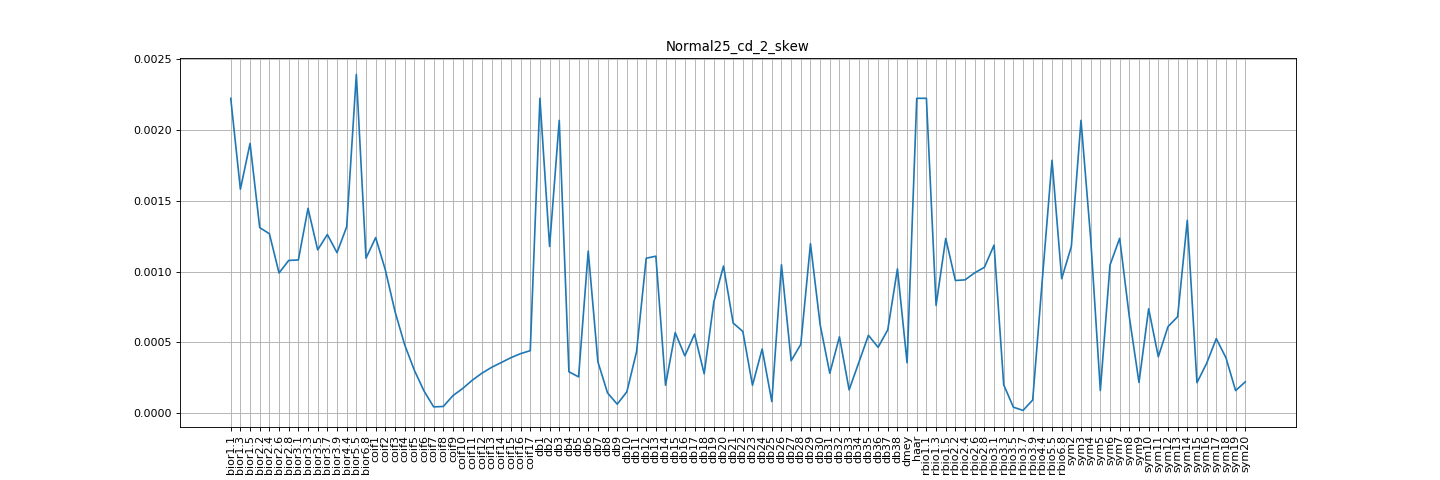 Normal25_cd_2_skew
0.0025
0.0020
0.0015
0.0010
0.0005
0.0000
bior1.1
bior1.3
bior1.5
bior2.2
bior2.4
bior2.6
bior2.8
bior3.1
bior3.3
bior3.5
bior3.7
bior3.9
bior4.4
bior5.5
bior6.8
coif1
coif2
coif3
coif4
coif5
coif6
coif7
coif8
coif9
coif10
coif11
coif12
coif13
coif14
coif15
coif16
coif17
db1
db2
db3
db4
db5
db6
db7
db8
db9
db10
db11
db12
db13
db14
db15
db16
db17
db18
db19
db20
db21
db22
db23
db24
db25
db26
db27
db28
db29
db30
db31
db32
db33
db34
db35
db36
db37
db38
dmey
haar
rbio1.1
rbio1.3
rbio1.5
rbio2.2
rbio2.4
rbio2.6
rbio2.8
rbio3.1
rbio3.3
rbio3.5
rbio3.7
rbio3.9
rbio4.4
rbio5.5
rbio6.8
sym2
sym3
sym4
sym5
sym6
sym7
sym8
sym9
sym10
sym11
sym12
sym13
sym14
sym15
sym16
sym17
sym18
sym19
sym20